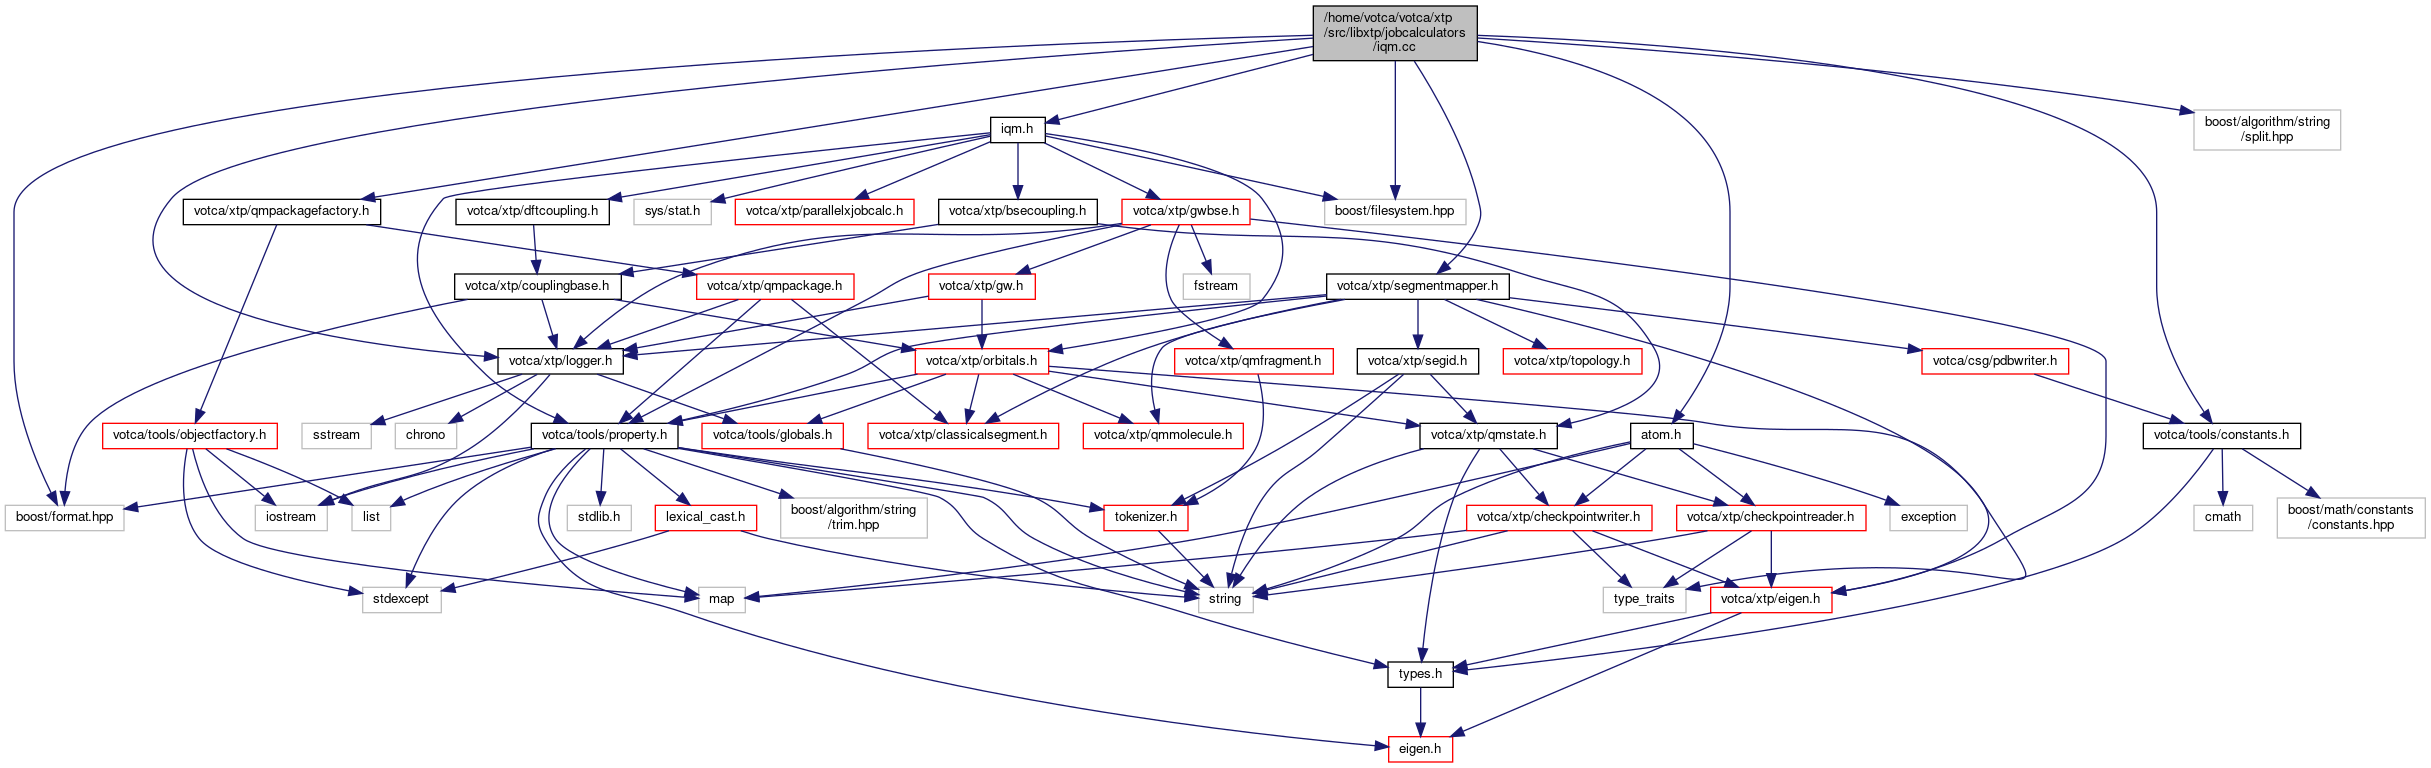 /home/votca/votca/xtp
/src/libxtp/jobcalculators
/iqm.cc
iqm.h
boost/algorithm/string
/split.hpp
votca/xtp/qmpackagefactory.h
votca/xtp/dftcoupling.h
sys/stat.h
votca/xtp/parallelxjobcalc.h
votca/xtp/bsecoupling.h
votca/xtp/gwbse.h
boost/filesystem.hpp
votca/xtp/couplingbase.h
votca/xtp/qmpackage.h
votca/xtp/gw.h
fstream
votca/xtp/segmentmapper.h
votca/xtp/logger.h
votca/xtp/orbitals.h
votca/xtp/qmfragment.h
votca/xtp/segid.h
votca/xtp/topology.h
votca/csg/pdbwriter.h
votca/tools/objectfactory.h
sstream
chrono
votca/tools/property.h
votca/tools/globals.h
votca/xtp/classicalsegment.h
votca/xtp/qmmolecule.h
votca/xtp/qmstate.h
atom.h
votca/tools/constants.h
boost/format.hpp
iostream
list
stdlib.h
lexical_cast.h
boost/algorithm/string
/trim.hpp
tokenizer.h
votca/xtp/checkpointwriter.h
votca/xtp/checkpointreader.h
exception
cmath
boost/math/constants
/constants.hpp
stdexcept
map
string
type_traits
votca/xtp/eigen.h
types.h
eigen.h